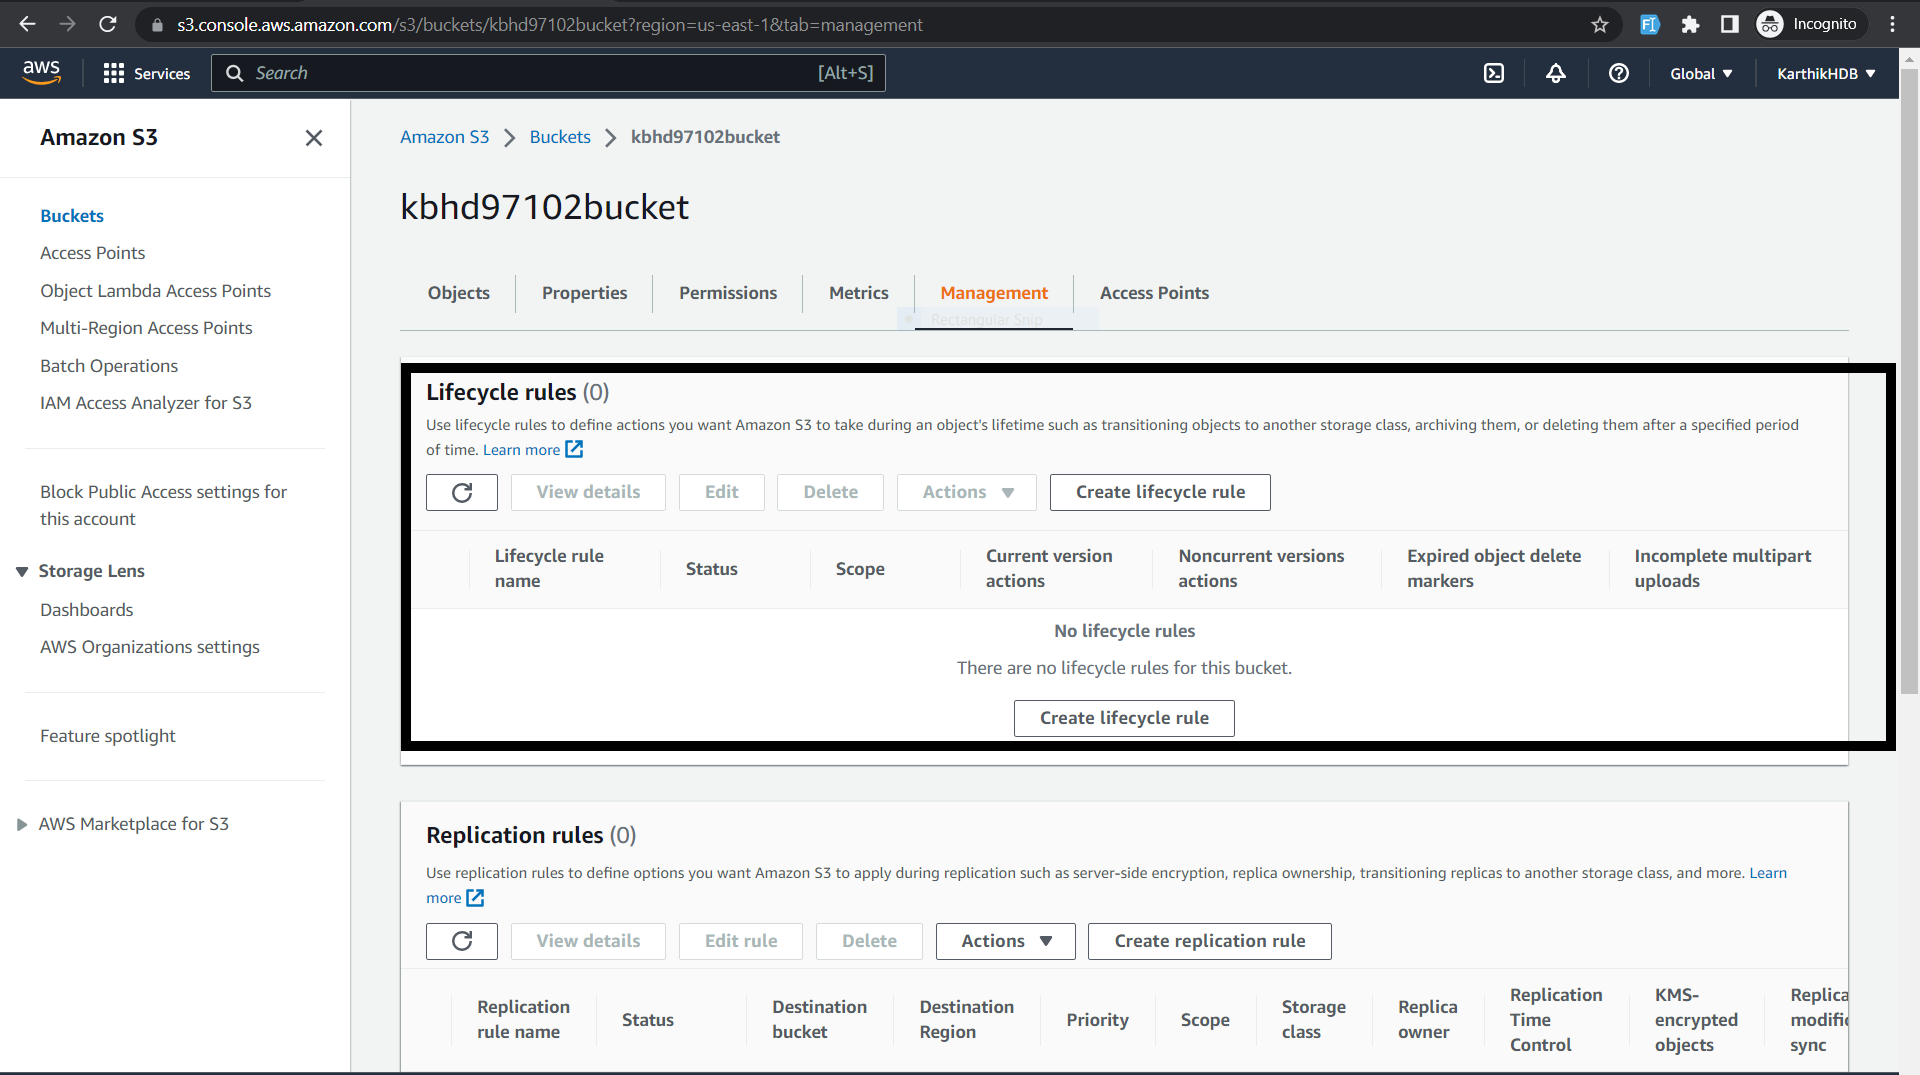 s3.console.aws.amazon.com/s3/buckets/kbhd97102bucket?region=us-east-1&tab=management
Incognito
aws
Services
Search
[Alt+S]
Global
KarthikHDB
Amazon S3
Buckets
Access Points
Object Lambda Access Points
Multi-Region Access Points
Batch Operations
IAM Access Analyzer for S3
Block Public Access settings for
this account
Storage Lens
Dashboards
AWS Organizations settings
Feature spotlight
AWS Marketplace for S3
Amazon S3 > Buckets > kbhd97102bucket
kbhd97102bucket
Objects
Properties
Permissions
Metrics
Management
Access Points
Rectangular Snip
Lifecycle rules (0)
Use lifecycle rules to define actions you want Amazon S3 to take during an object's lifetime such as transitioning objects to another storage class, archiving them, or deleting them after a specified period
of time. Learn more
View details
Edit
Delete
Actions
Create lifecycle rule
Lifecycle rule
name
Status
Scope
Current version
actions
Noncurrent versions
actions
Expired object delete
markers
Incomplete multipart
uploads
No lifecycle rules
There are no lifecycle rules for this bucket.
Create lifecycle rule
Replication rules (0)
Use replication rules to define options you want Amazon S3 to apply during replication such as server-side encryption, replica ownership, transitioning replicas to another storage class, and more. Learn
more
View details
Edit rule
Delete
Actions
Create replication rule
Replication
rule name
Status
Destination
bucket
Destination
Region
Priority
Scope
Storage
class
Replica
owner
Replication
Time
Control
KMS-
encrypted
objects
Replica
modific
sync